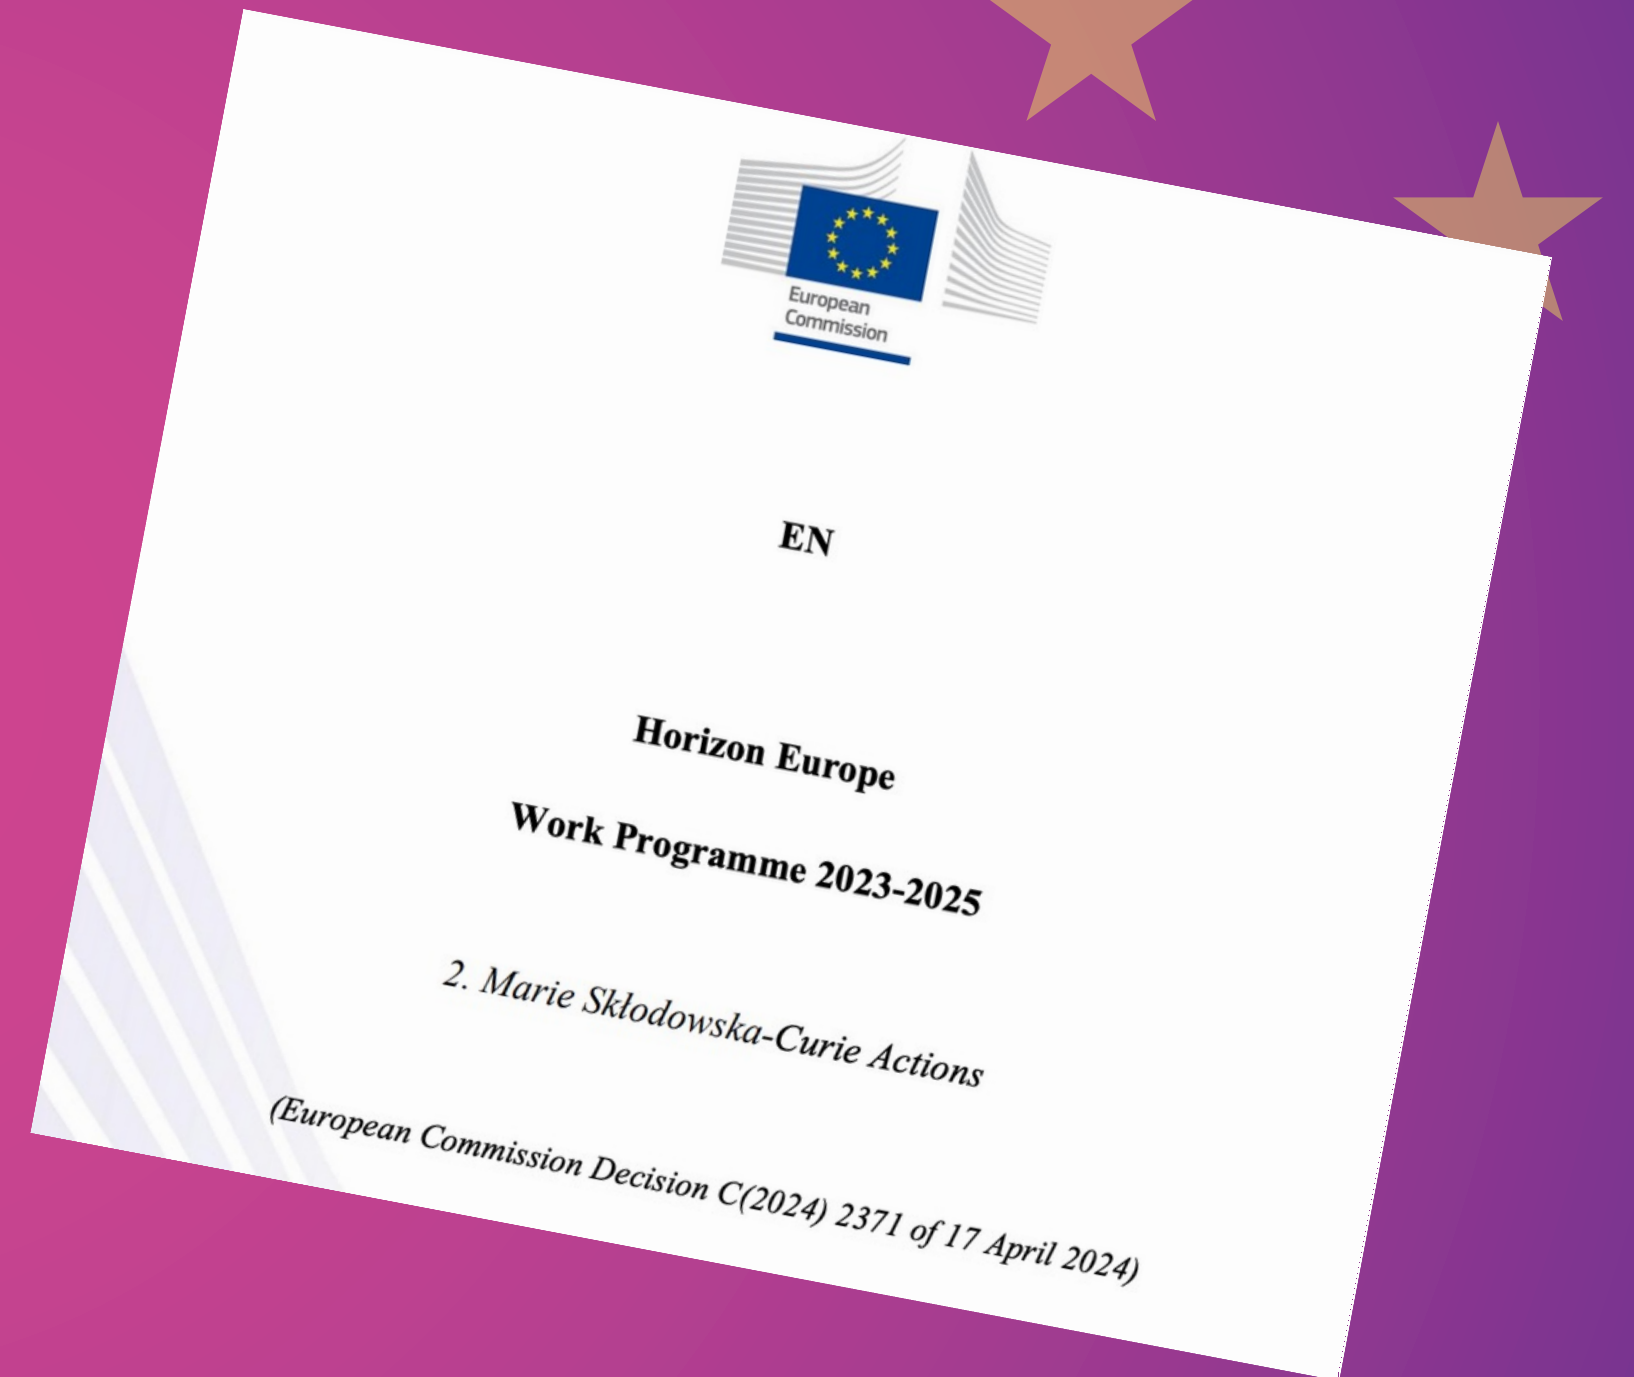 European
Commission
EN
Horizon Europe
Work Programme 2023-2025
2. Marie Skłodowska-Curie Actions
(European Commission Decision C(2024) 2371 of 17 April 2024)